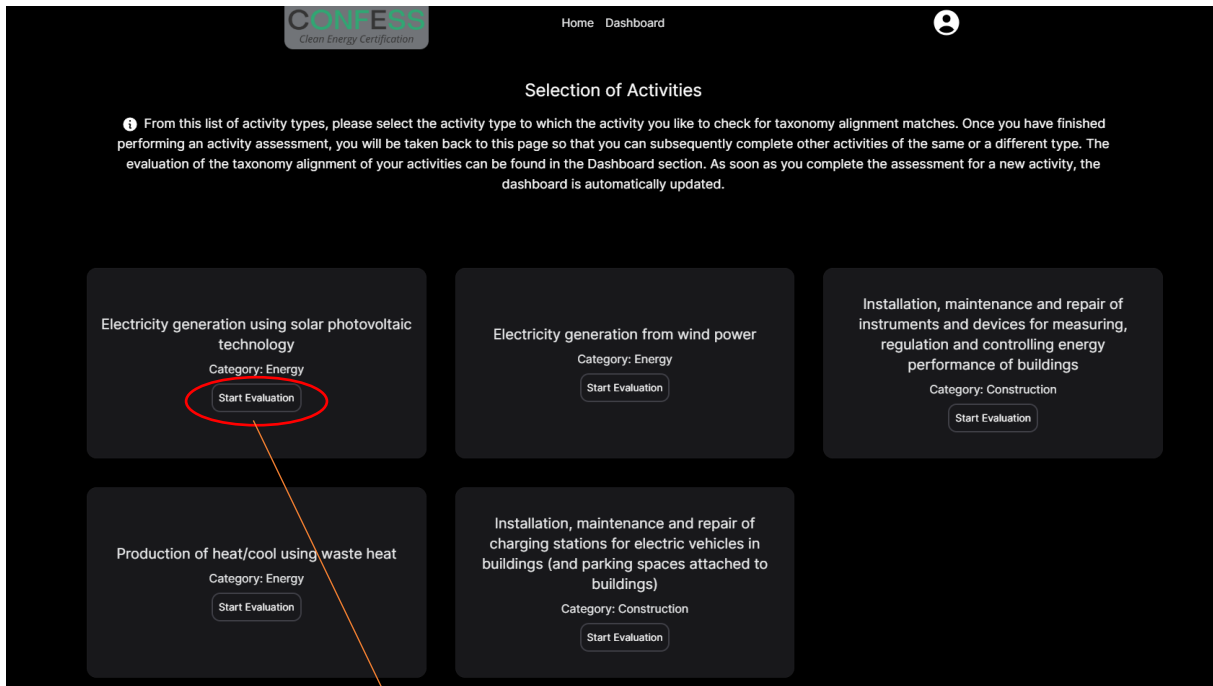 CONFESS
Clean Energy Certification
Home Dashboard
Selection of Activities
From this list of activity types, please select the activity type to which the activity you like to check for taxonomy alignment matches. Once you have finished
performing an activity assessment, you will be taken back to this page so that you can subsequently complete other activities of the same or a different type. The
evaluation of the taxonomy alignment of your activities can be found in the Dashboard section. As soon as you complete the assessment for a new activity, the
dashboard is automatically updated.
Electricity generation using solar photovoltaic
technology
Category: Energy
Start Evaluation
Electricity generation from wind power
Category: Energy
Start Evaluation
Installation, maintenance and repair of
instruments and devices for measuring,
regulation and controlling energy
performance of buildings
Category: Construction
Start Evaluation
Production of heat/cool using waste heat
Category: Energy
Start Evaluation
Installation, maintenance and repair of
charging stations for electric vehicles in
buildings (and parking spaces attached to
buildings)
Category: Construction
Start Evaluation